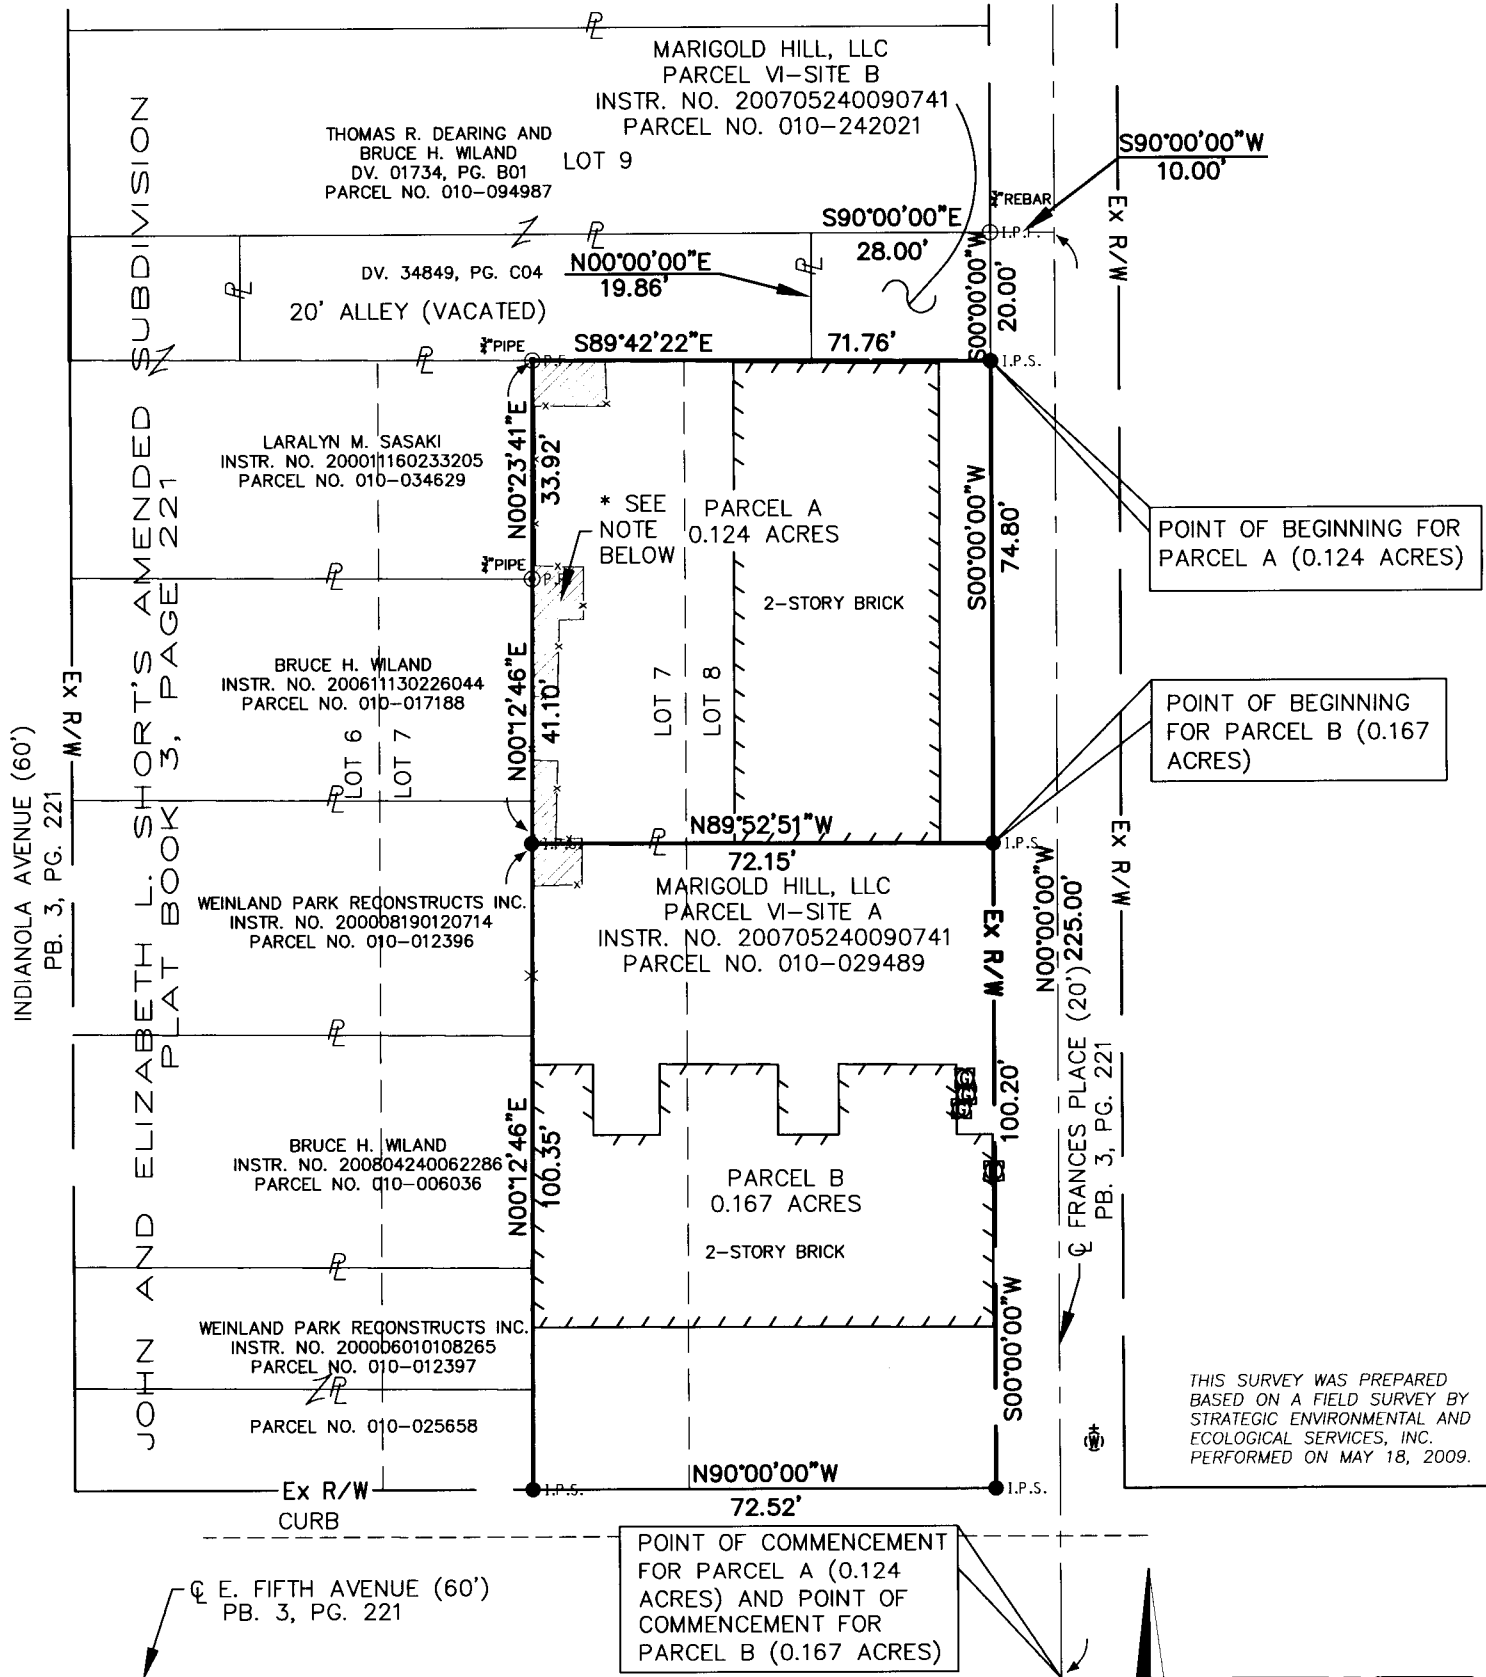 MARIGOLD HILL, LLC
PARCEL VI-SITE B
INSTR. NO. 200705240090741
PARCEL NO. 010-242021
THOMAS R. DEARING AND
BRUCE H. WILAND
DV. 01734, PG. B01
PARCEL NO. 010-094987
LOT 9
S90°00'00"W
10.00'
¾"REBAR
I.P.F.
Ex R/W
S90°00'00"E
28.00'
DV. 34849, PG. C04
N00°00'00"E
19.86'
20' ALLEY (VACATED)
S00°00'00"W
20.00'
¾"PIPE
P.F.
S89°42'22"E
71.76'
I.P.S.
LARALYN M. SASAKI
INSTR. NO. 200011160233205
PARCEL NO. 010-034629
N00°23'41"E
33.92'
* SEE
NOTE
BELOW
PARCEL A
0.124 ACRES
S00°00'00"W
74.80'
POINT OF BEGINNING FOR
PARCEL A (0.124 ACRES)
¾"PIPE
P.F.
2-STORY BRICK
BRUCE H. WILAND
INSTR. NO. 200611130226044
PARCEL NO. 010-017188
N00°12'46"E
41.10'
LOT 6
LOT 7
LOT 7
LOT 8
POINT OF BEGINNING
FOR PARCEL B (0.167
ACRES)
INDIANOLA AVENUE (60')
PB. 3, PG. 221
Ex R/W
JOHN AND ELIZABETH L. SHORT'S AMENDED SUBDIVISION
PLAT BOOK 3, PAGE 221
I.P.S.
N89°52'51"W
72.15'
I.P.S.
Ex R/W
MARIGOLD HILL, LLC
PARCEL VI-SITE A
INSTR. NO. 200705240090741
PARCEL NO. 010-029489
WEINLAND PARK RECONSTRUCTS INC.
INSTR. NO. 200008190120714
PARCEL NO. 010-012396
Ex R/W
N00°00'00"W
225.00'
100.20'
S00°00'00"W
℄ FRANCES PLACE (20')
PB. 3, PG. 221
G
G
G
BRUCE H. WILAND
INSTR. NO. 200804240062286
PARCEL NO. 010-006036
N00°12'46"E
100.35'
PARCEL B
0.167 ACRES
2-STORY BRICK
WEINLAND PARK RECONSTRUCTS INC.
INSTR. NO. 200006010108265
PARCEL NO. 010-012397
PARCEL NO. 010-025658
THIS SURVEY WAS PREPARED
BASED ON A FIELD SURVEY BY
STRATEGIC ENVIRONMENTAL AND
ECOLOGICAL SERVICES, INC.
PERFORMED ON MAY 18, 2009.
Ex R/W
CURB
I.P.S.
N90°00'00"W
72.52'
I.P.S.
POINT OF COMMENCEMENT
FOR PARCEL A (0.124
ACRES) AND POINT OF
COMMENCEMENT FOR
PARCEL B (0.167 ACRES)
℄ E. FIFTH AVENUE (60')
PB. 3, PG. 221